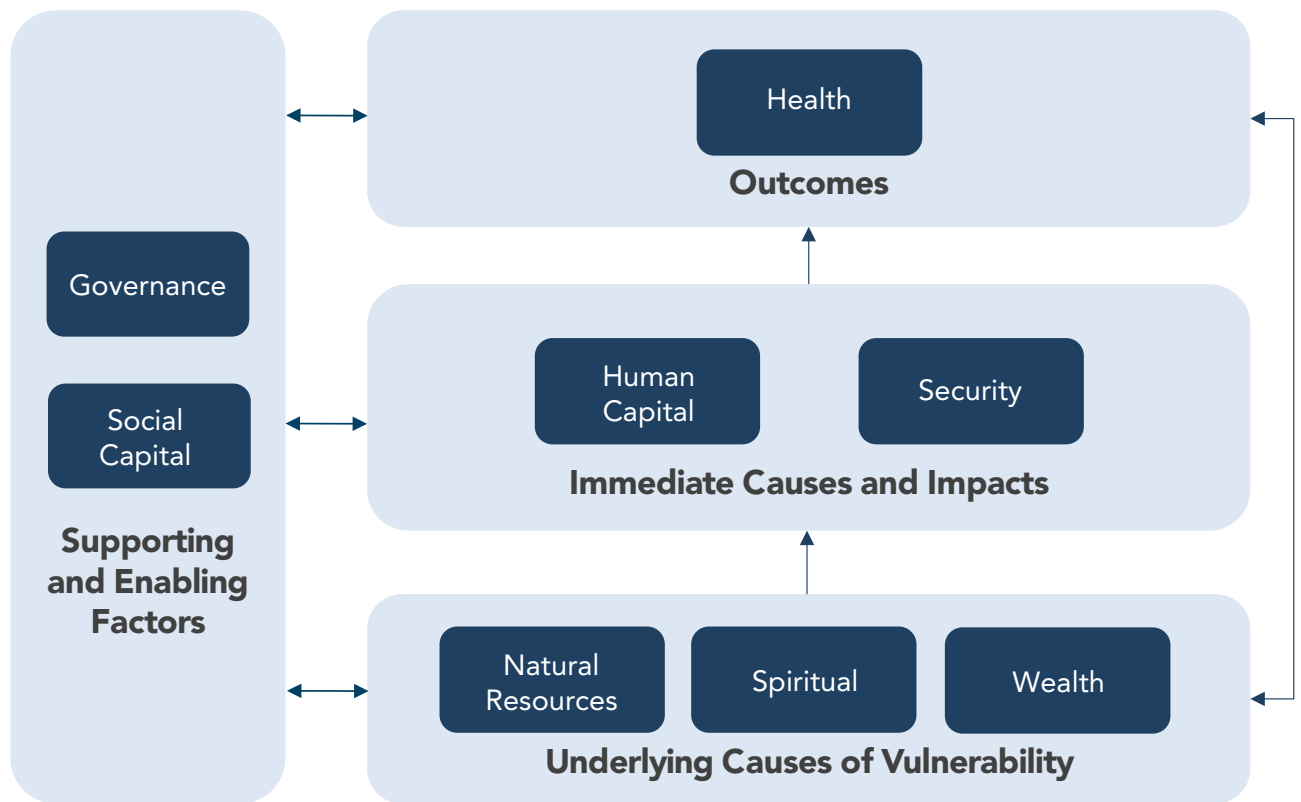 Governance
Social
Capital
Supporting
and Enabling
Factors
Health
Outcomes
Human
Capital
Security
Immediate Causes and Impacts
Natural
Resources
Spiritual
Wealth
Underlying Causes of Vulnerability